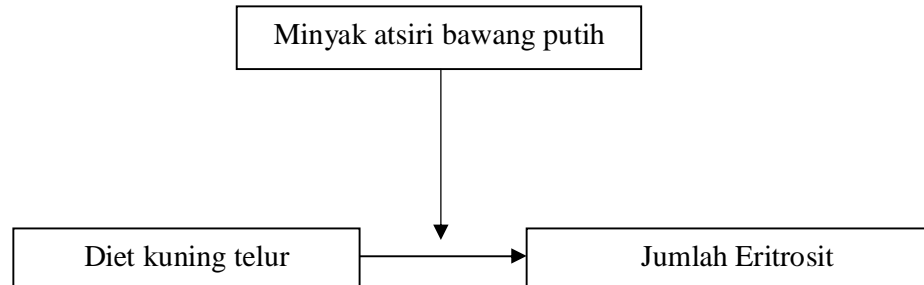 Minyak atsiri bawang putih
Diet kuning telur
Jumlah Eritrosit